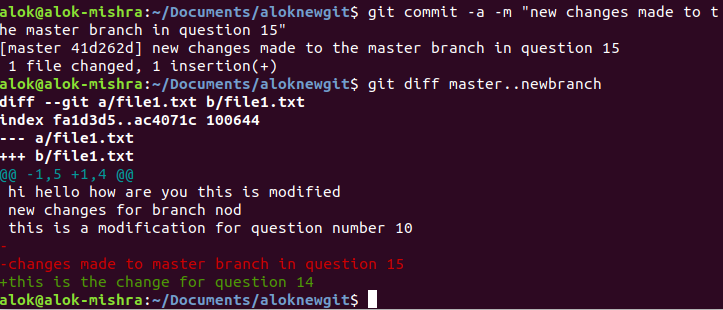 alok@alok-mishra:~/Documents/aloknewgit$ git commit -a -m "new changes made to t
he master branch in question 15"
[master 41d262d] new changes made to the master branch in question 15
 1 file changed, 1 insertion(+)
alok@alok-mishra:~/Documents/aloknewgit$ git diff master..newbranch
diff --git a/file1.txt b/file1.txt
index fa1d3d5..ac4071c 100644
--- a/file1.txt
+++ b/file1.txt
@@ -1,5 +1,4 @@
 hi hello how are you this is modified
 new changes for branch nod
 this is a modification for question number 10
-
-changes made to master branch in question 15
+this is the change for question 14
alok@alok-mishra:~/Documents/aloknewgit$